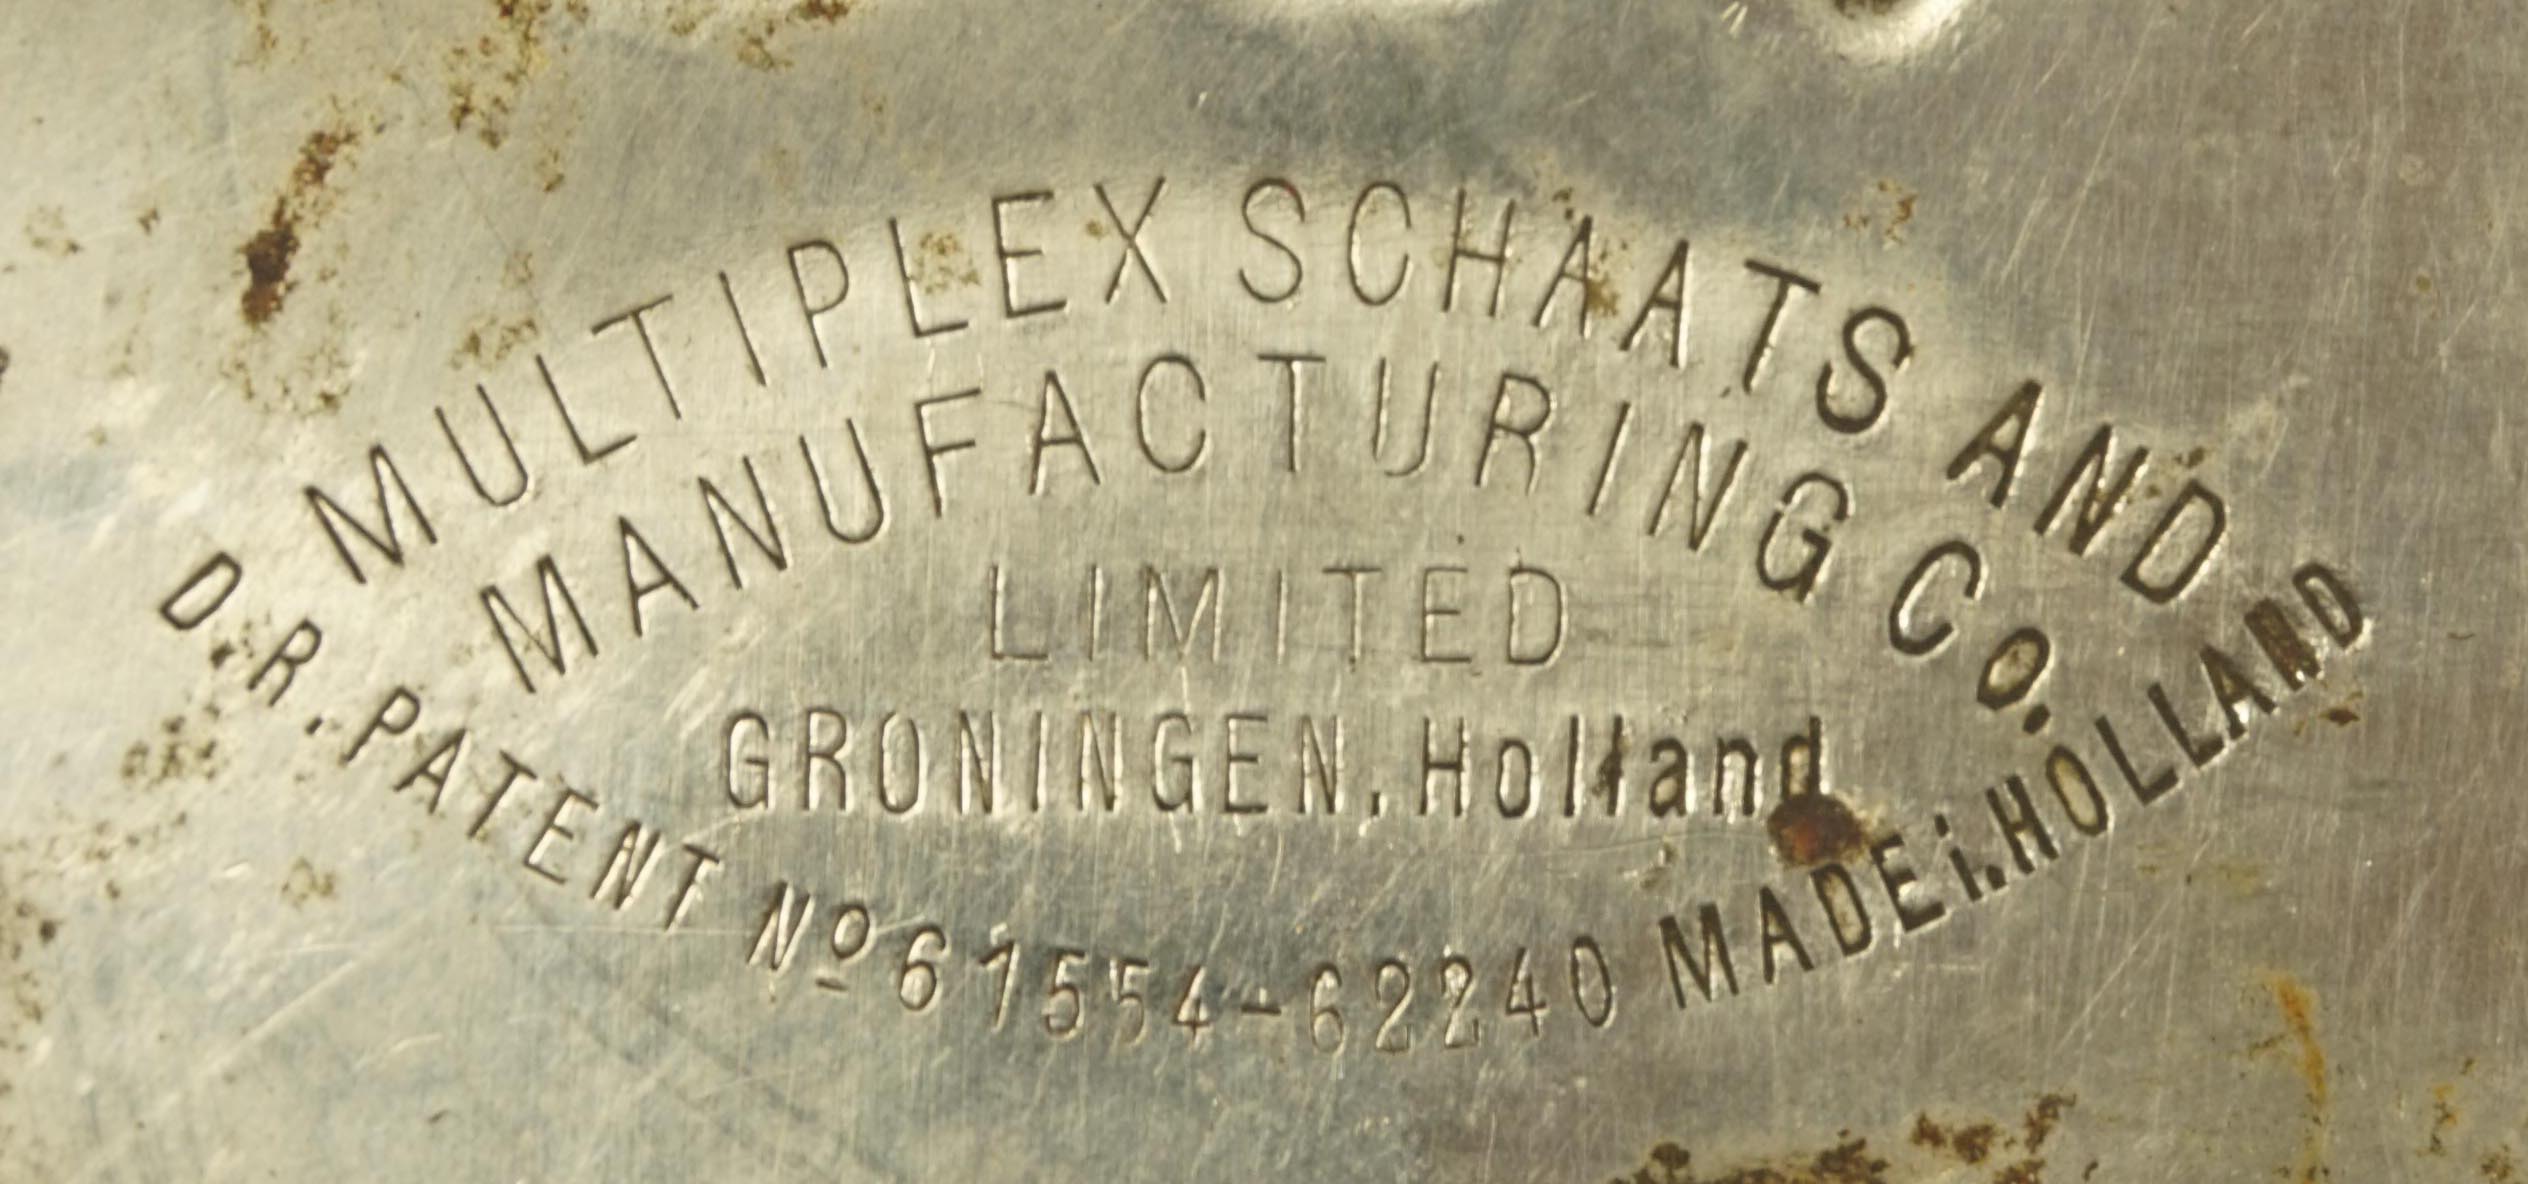 MULTIPLEX SCHAATS AND
MANUFACTURING Co.
LIMITED
GRONINGEN. Holland
D.R. PATENT Nº 61554-62240 MADE i. HOLLAND